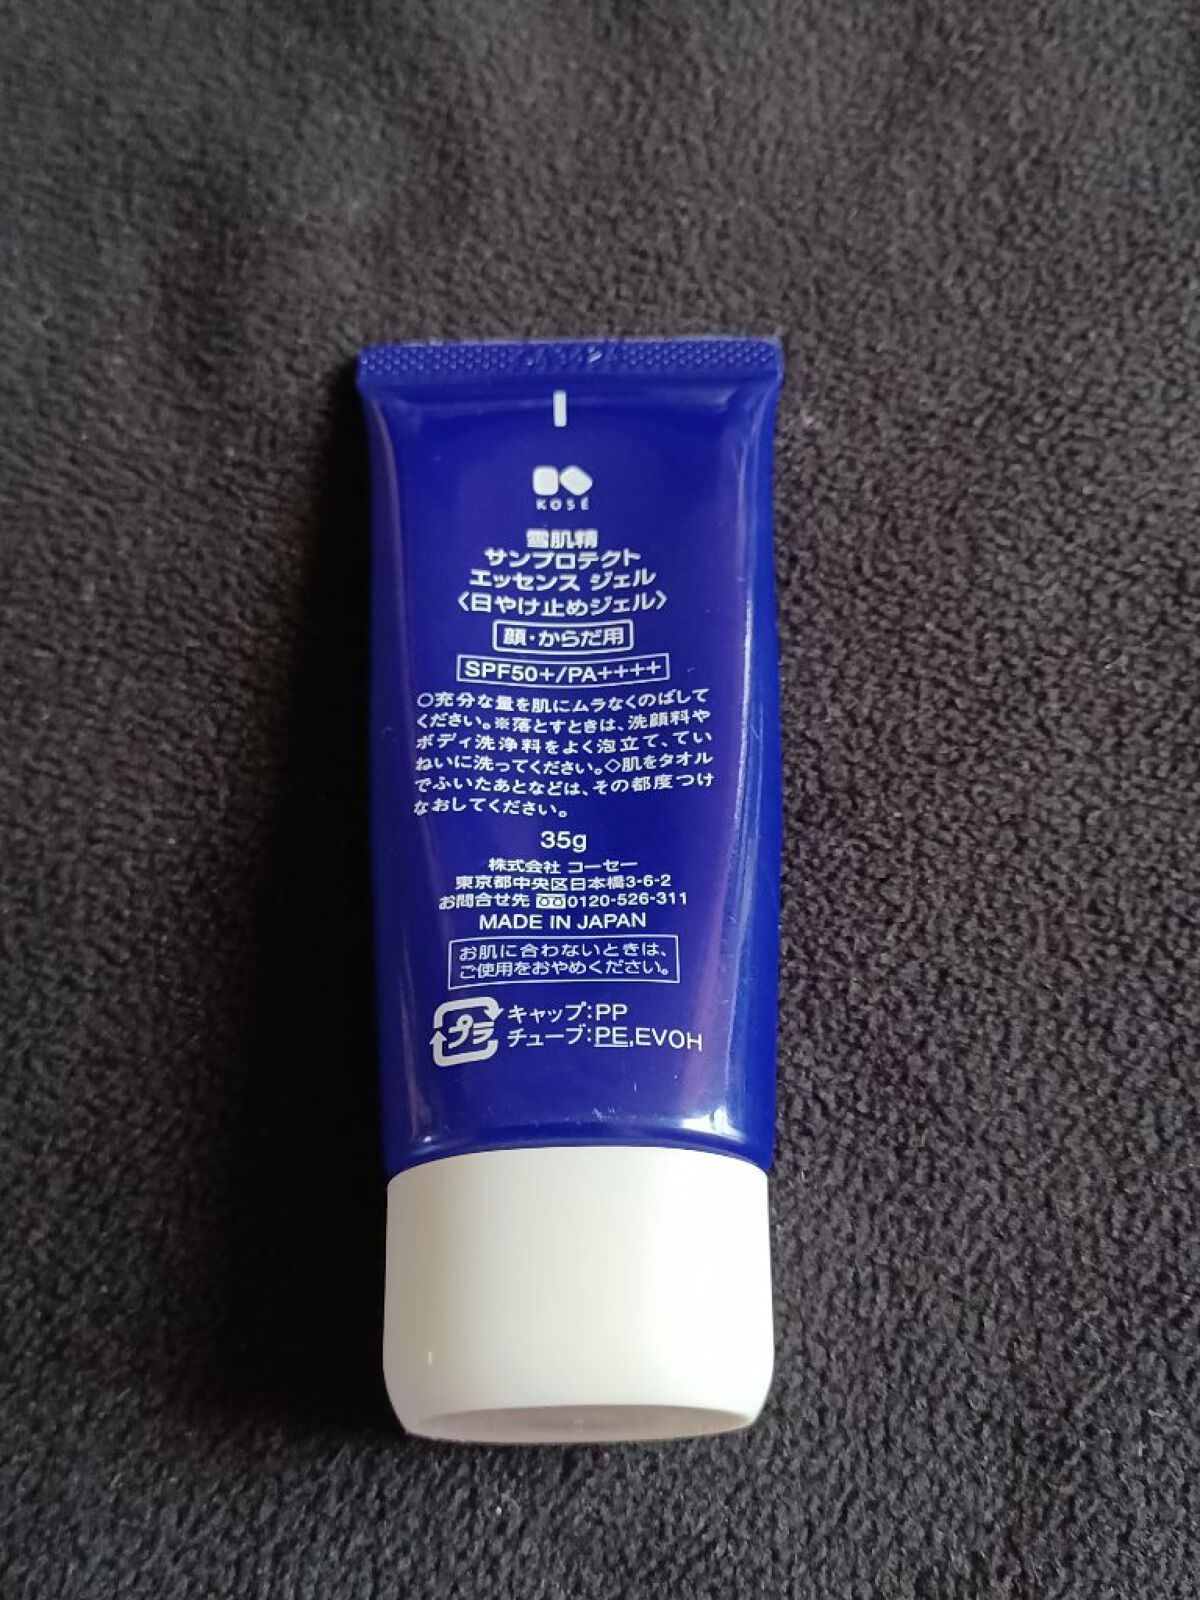 KOSÉ
雪肌精
サンプロテクト
エッセンス ジェル
〈日やけ止めジェル〉
顔・からだ用
SPF50+/PA++++
○充分な量を肌にムラなくのばして
ください。※落とすときは、洗顔料や
ボディ洗浄料をよく泡立て、てい
ねいに洗ってください。◇肌をタオル
でふいたあとなどは、その都度つけ
なおしてください。
35g
株式会社 コーセー
東京都中央区日本橋3-6-2
お問合せ先 0120-526-311
MADE IN JAPAN
お肌に合わないときは、
ご使用をおやめください。
プラ
キャップ:PP
チューブ:PE,EVOH